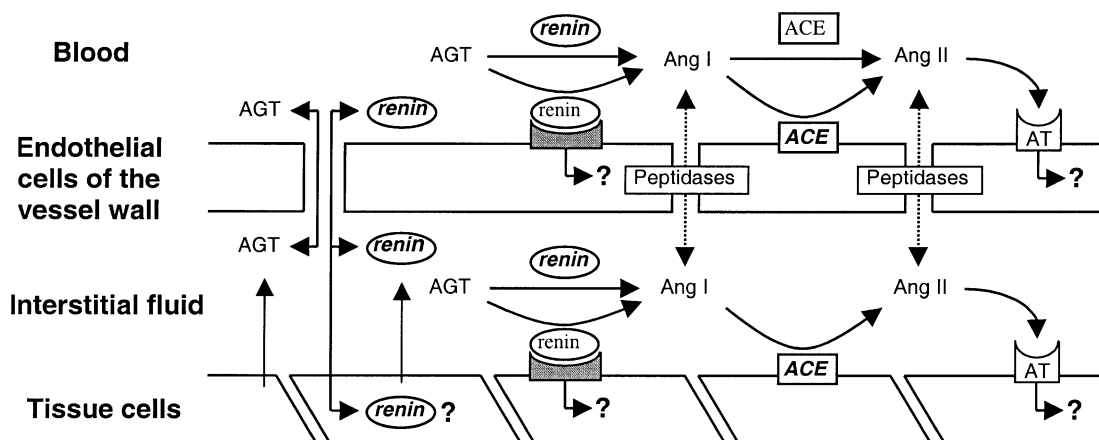 Blood
renin
ACE
AGT
Ang I
Ang II
AGT
renin
renin
ACE
AT
Endothelial
cells of the
vessel wall
?
Peptidases
Peptidases
?
AGT
renin
renin
Interstitial fluid
AGT
Ang I
Ang II
renin
ACE
AT
Tissue cells
renin ?
?
?